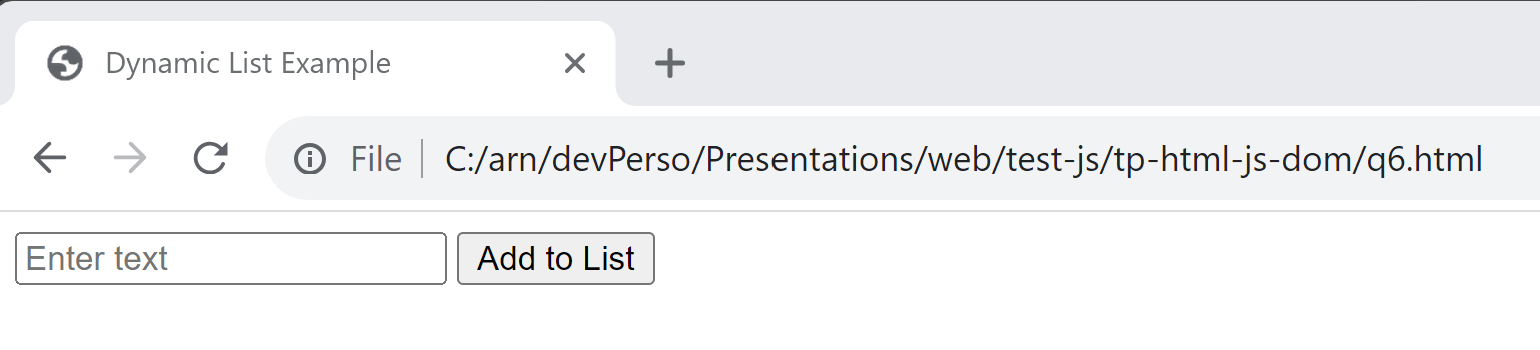 Dynamic List Example
File C:/arn/devPerso/Presentations/web/test-js/tp-html-js-dom/q6.html
Enter text Add to List